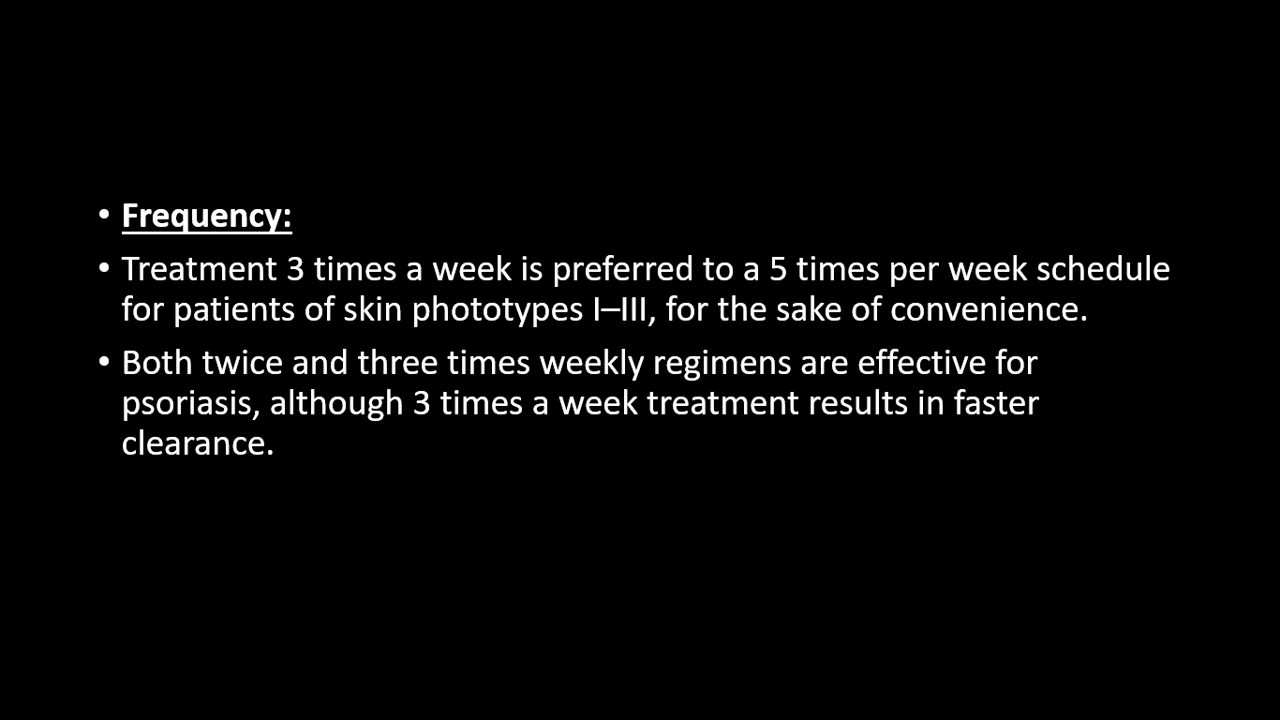 • Frequency:
• Treatment 3 times a week is preferred to a 5 times per week schedule
for patients of skin phototypes I–III, for the sake of convenience.
• Both twice and three times weekly regimens are effective for
psoriasis, although 3 times a week treatment results in faster
clearance.